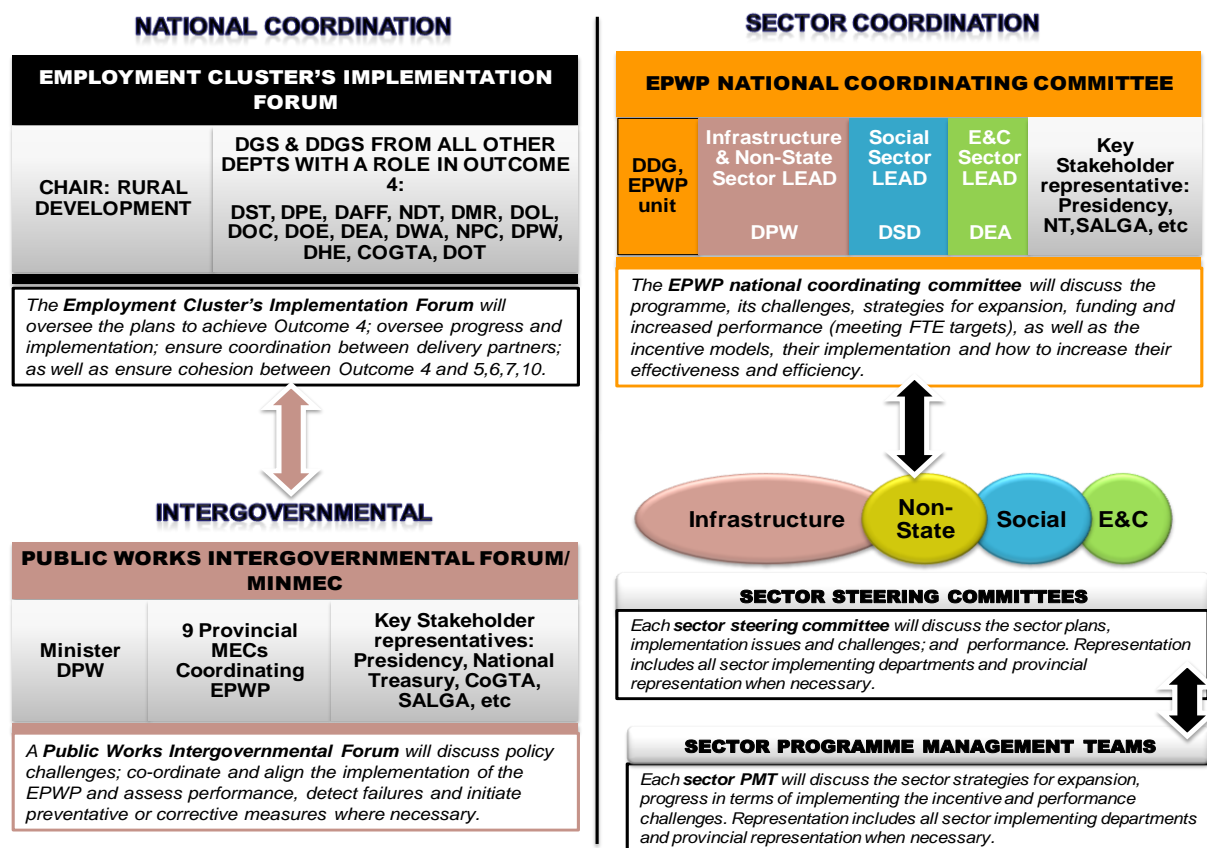 NATIONAL COORDINATION
EMPLOYMENT CLUSTER'S IMPLEMENTATION
FORUM
CHAIR: RURAL
DEVELOPMENT
DGS & DDGS FROM ALL OTHER
DEPTS WITH A ROLE IN OUTCOME
4:
DST, DPE, DAFF, NDT, DMR, DOL,
DOC, DOE, DEA, DWA, NPC, DPW,
DHE, COGTA, DOT
The Employment Cluster's Implementation Forum will
oversee the plans to achieve Outcome 4; oversee progress and
implementation; ensure coordination between delivery partners;
as well as ensure cohesion between Outcome 4 and 5,6,7,10.
INTERGOVERNMENTAL
PUBLIC WORKS INTERGOVERNMENTAL FORUM/
MINMEC
Minister
DPW
9 Provincial
MECs
Coordinating
EPWP
Key Stakeholder
representatives:
Presidency, National
Treasury, CoGTA,
SALGA, etc
A Public Works Intergovernmental Forum will discuss policy
challenges; co-ordinate and align the implementation of the
EPWP and assess performance, detect failures and initiate
preventative or corrective measures where necessary.
SECTOR COORDINATION
EPWP NATIONAL COORDINATING COMMITTEE
DDG,
EPWP
unit
Infrastructure
& Non-State
Sector LEAD
DPW
Social
Sector
LEAD
DSD
E&C
Sector
LEAD
DEA
Key
Stakeholder
representative:
Presidency,
NT,SALGA, etc
The EPWP national coordinating committee will discuss the
programme, its challenges, strategies for expansion, funding and
increased performance (meeting FTE targets), as well as the
incentive models, their implementation and how to increase their
effectiveness and efficiency.
Infrastructure
Non-
State
Social
E&C
SECTOR STEERING COMMITTEES
Each sector steering committee will discuss the sector plans,
implementation issues and challenges; and performance. Representation
includes all sector implementing departments and provincial
representation when necessary.
SECTOR PROGRAMME MANAGEMENT TEAMS
Each sector PMT will discuss the sector strategies for expansion,
progress in terms of implementing the incentive and performance
challenges. Representation includes all sector implementing departments
and provincial representation when necessary.